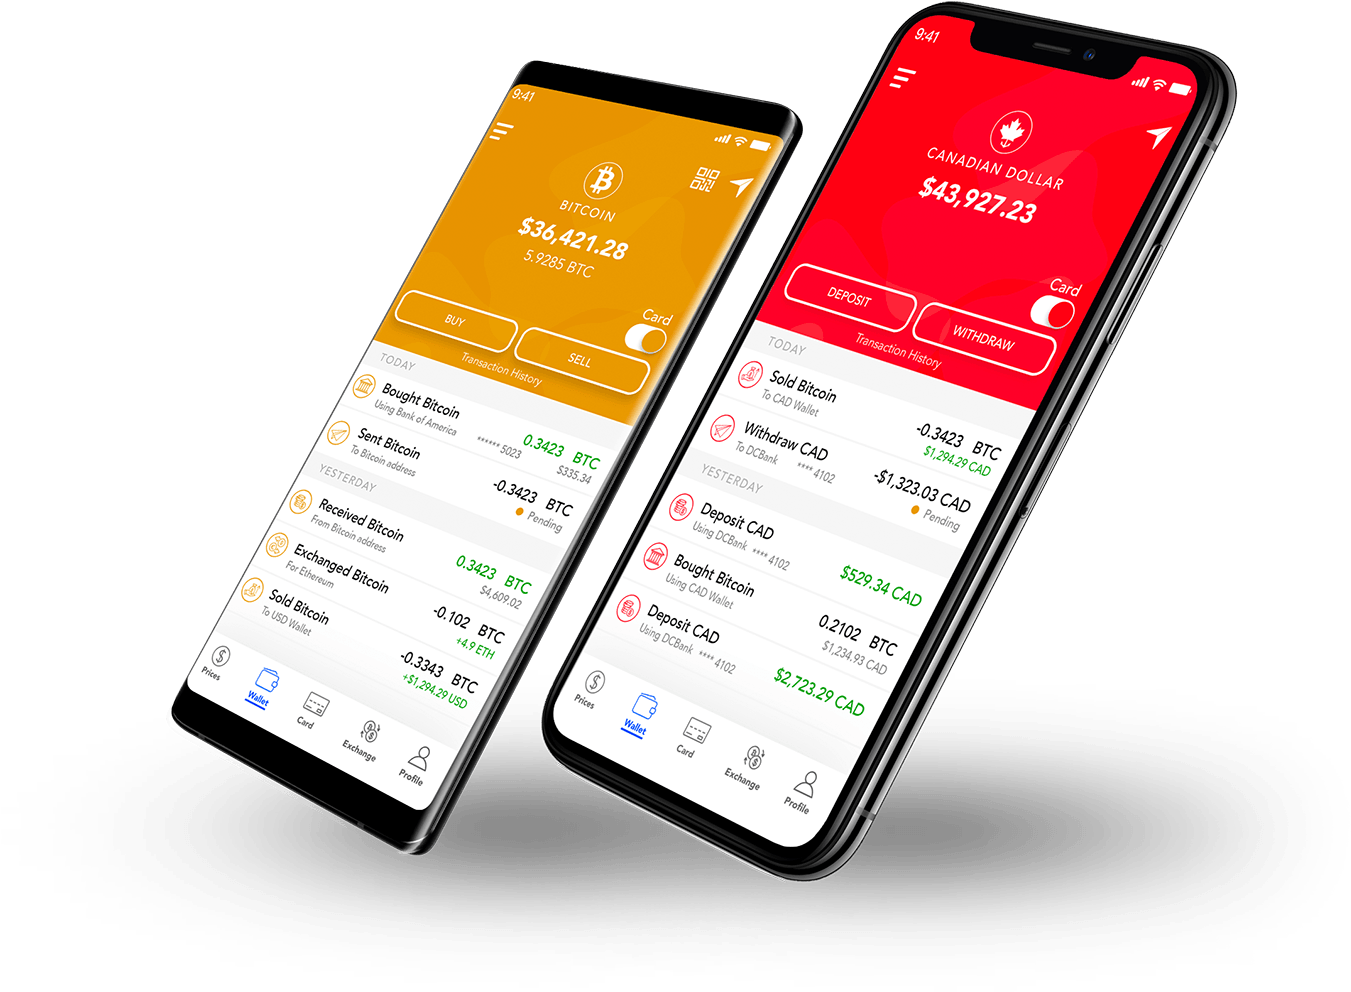 9:41
BITCOIN
$36,421.28
5.9285 BTC
Card
BUY
SELL
Transaction History
TODAY
Bought Bitcoin
Using Bank of America
****** 5023
0.3423 BTC
$335.34
Sent Bitcoin
To Bitcoin address
-0.3423 BTC
Pending
YESTERDAY
Received Bitcoin
From Bitcoin address
0.3423 BTC
$4,609.02
Exchanged Bitcoin
For Ethereum
-0.102 BTC
+4.9 ETH
Sold Bitcoin
To USD Wallet
-0.3343 BTC
+$1,294.29 USD
Prices
Wallet
Card
Exchange
Profile
9:41
CANADIAN DOLLAR
$43,927.23
Card
DEPOSIT
WITHDRAW
Transaction History
TODAY
Sold Bitcoin
To CAD Wallet
-0.3423 BTC
$1,294.29 CAD
Withdraw CAD
To DCBank **** 4102
-$1,323.03 CAD
Pending
YESTERDAY
Deposit CAD
Using DCBank **** 4102
$529.34 CAD
Bought Bitcoin
Using CAD Wallet
0.2102 BTC
$1,234.93 CAD
Deposit CAD
Using DCBank **** 4102
$2,723.29 CAD
Prices
Wallet
Card
Exchange
Profile